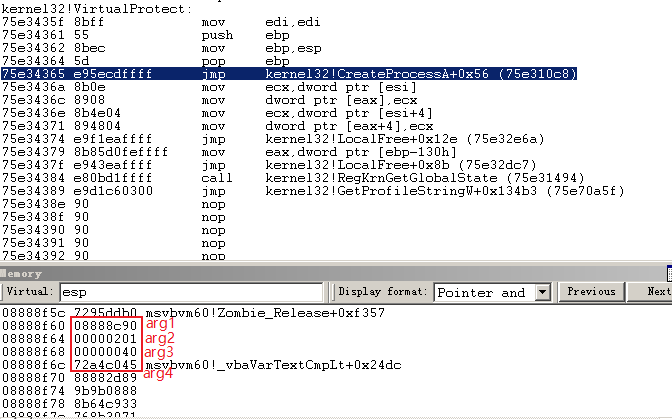 kernel32!VirtualProtect:
75e3435f 8bff mov edi,edi
75e34361 55 push ebp
75e34362 8bec mov ebp,esp
75e34364 5d pop ebp
75e34365 e95ecdffff jmp kernel32!CreateProcessA+0x56 (75e310c8)
75e3436a 8b0e mov ecx,dword ptr [esi]
75e3436c 8908 mov dword ptr [eax],ecx
75e3436e 8b4e04 mov ecx,dword ptr [esi+4]
75e34371 894804 mov dword ptr [eax+4],ecx
75e34374 e9f1eaffff jmp kernel32!LocalFree+0x12e (75e32e6a)
75e34379 8b85d0feffff mov eax,dword ptr [ebp-130h]
75e3437f e943eaffff jmp kernel32!LocalFree+0x8b (75e32dc7)
75e34384 e80bd1ffff call kernel32!RegKrnGetGlobalState (75e31494)
75e34389 e9d1c60300 jmp kernel32!GetProfileStringW+0x134b3 (75e70a5f)
75e3438e 90 nop
75e3438f 90 nop
75e34390 90 nop
75e34391 90 nop
75e34392 90 nop
Memory
Virtual: esp Display format: Pointer and Previous Next
08888f5c 7295ddb0 msvbvm60!Zombie_Release+0xf357
08888f60 08888c90 arg1
08888f64 00000201 arg2
08888f68 00000040 arg3
08888f6c 72a4c045 msvbvm60!_vbaVarTextCmpLt+0x24dc
08888f70 88882d89 arg4
08888f74 9b9b0888
08888f78 8b64c933
08888f7c 768b3071